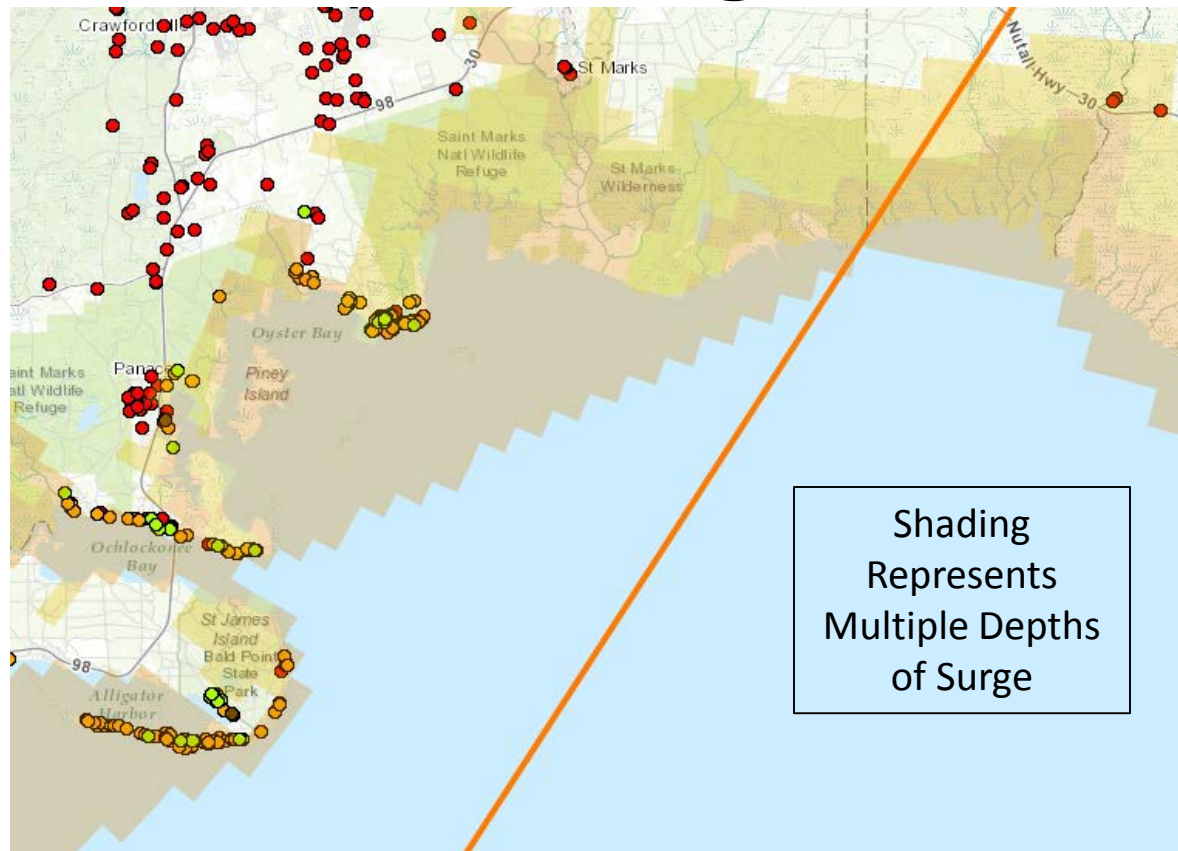 Crawfordville
30
St Marks
Nutall-Hwy—30
98
Saint Marks
Natl Wildlife
Refuge
St Marks
Wilderness
Oyster Bay
Piney
Island
Panacea
aint Marks
atl Wildlife
Refuge
Ochlockonee
Bay
St James
Island
Bald Point
State
Park
98
Alligator
Harbor
Shading
Represents
Multiple Depths
of Surge